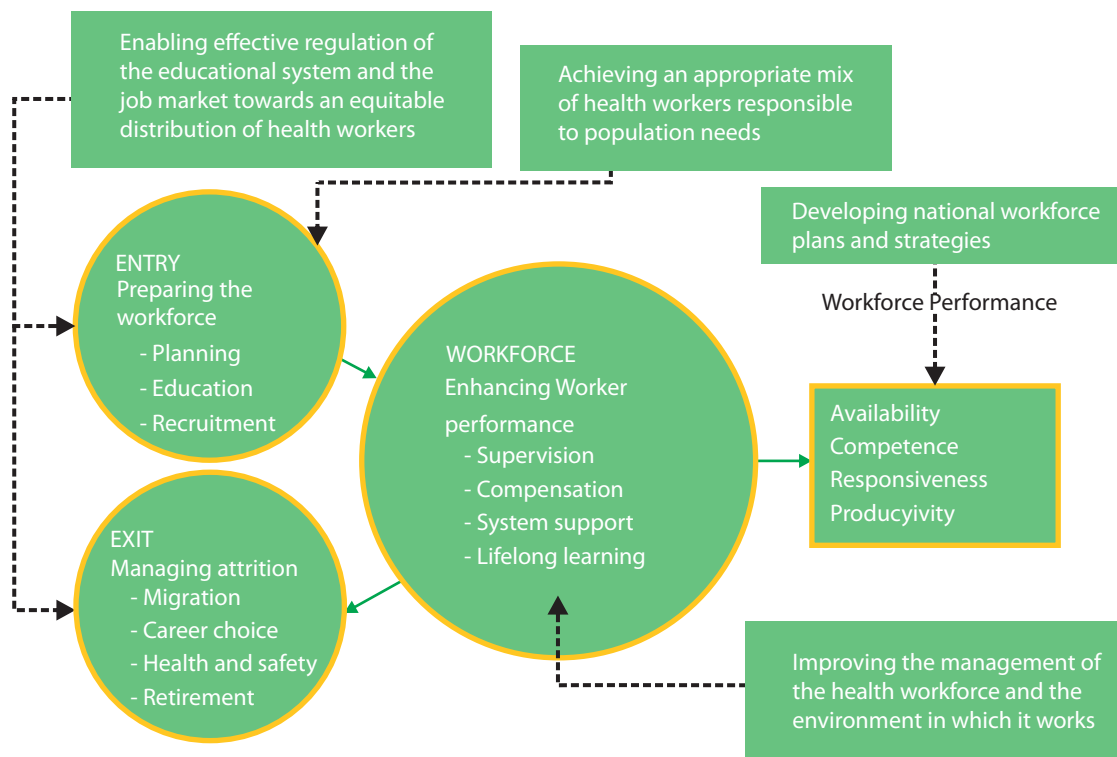 Enabling effective regulation of
the educational system and the
job market towards an equitable
distribution of health workers
Achieving an appropriate mix
of health workers responsible
to population needs
Developing national workforce
plans and strategies
Workforce Performance
ENTRY
Preparing the
workforce
- Planning
- Education
- Recruitment
WORKFORCE
Enhancing Worker
performance
- Supervision
- Compensation
- System support
- Lifelong learning
Availability
Competence
Responsiveness
Producyivity
EXIT
Managing attrition
- Migration
- Career choice
- Health and safety
- Retirement
Improving the management of
the health workforce and the
environment in which it works